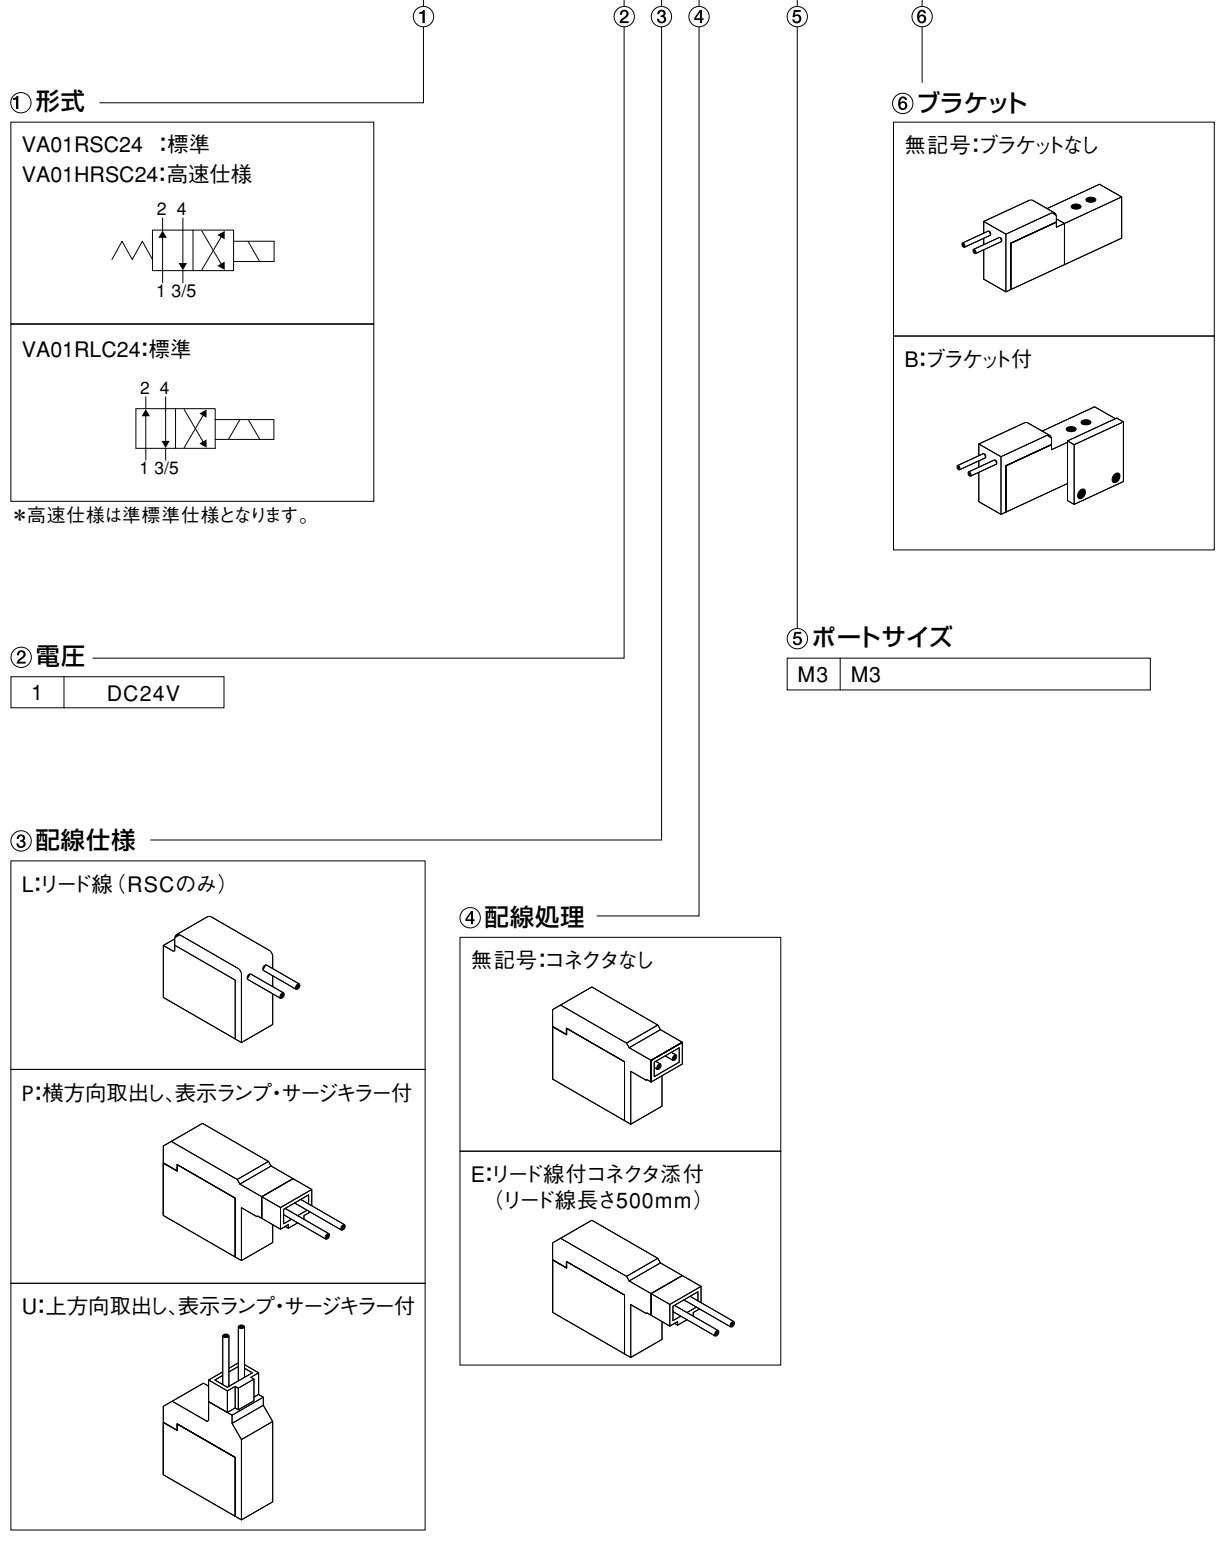 ① ② ③ ④ ⑤ ⑥
①形式
VA01RSC24 :標準
VA01HRSC24:高速仕様
2 4
1 3/5
VA01RLC24:標準
2 4
1 3/5
*高速仕様は準標準仕様となります。
⑥ブラケット
無記号:ブラケットなし
B:ブラケット付
②電圧
1 DC24V
⑤ポートサイズ
M3 M3
③配線仕様
L:リード線(RSCのみ)
P:横方向取出し、表示ランプ・サージキラー付
U:上方向取出し、表示ランプ・サージキラー付
④配線処理
無記号:コネクタなし
E:リード線付コネクタ添付
(リード線長さ500mm)